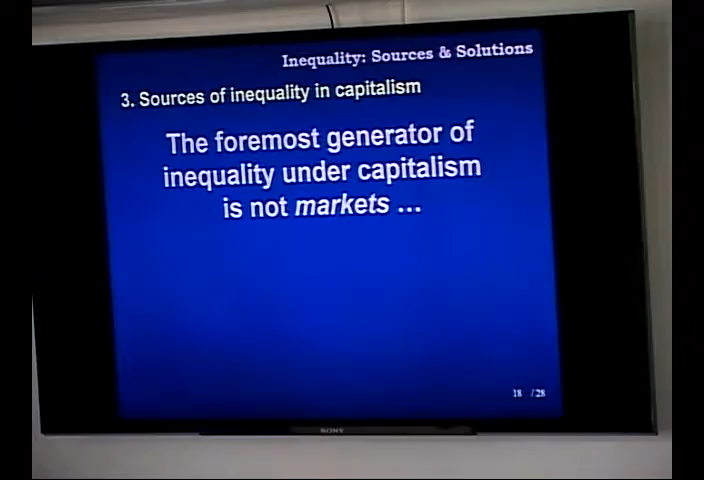 Inequality: Sources & Solutions
3. Sources of inequality in capitalism
The foremost generator of
inequality under capitalism
is not markets ...
18 /28
SONY